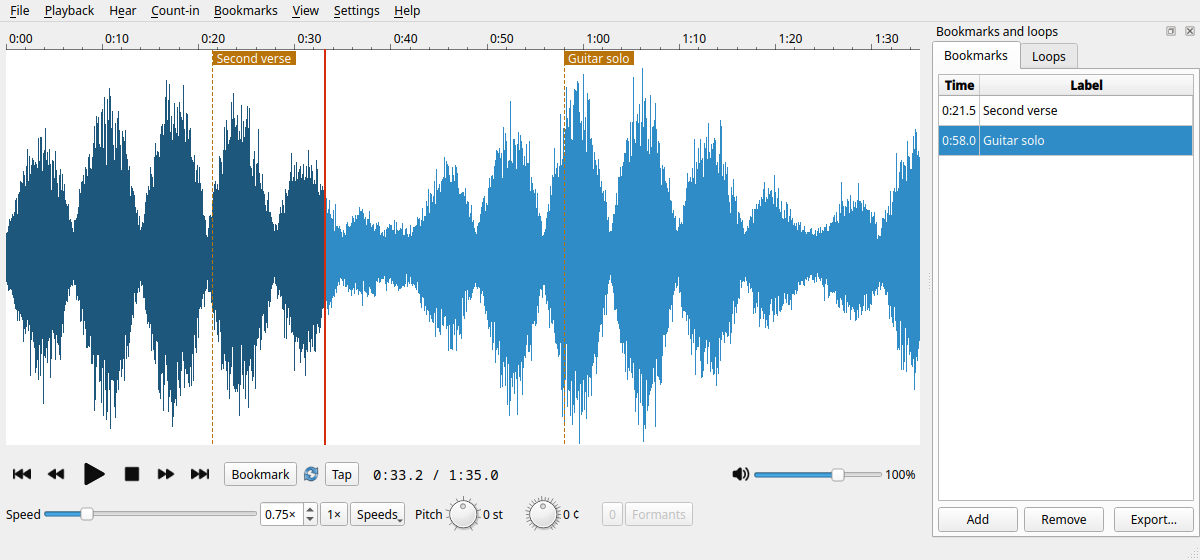 File Playback Hear Count-in Bookmarks View Settings Help
0:00 0:10 0:20 0:30 0:40 0:50 1:00 1:10 1:20 1:30
Second verse Guitar solo
Bookmark Tap 0:33.2 / 1:35.0 100%
Speed 0.75× 1× Speeds Pitch 0 st 0 ¢ 0 Formants
Bookmarks and loops
Bookmarks Loops
Time Label
0:21.5 Second verse
0:58.0 Guitar solo
Add Remove Export...